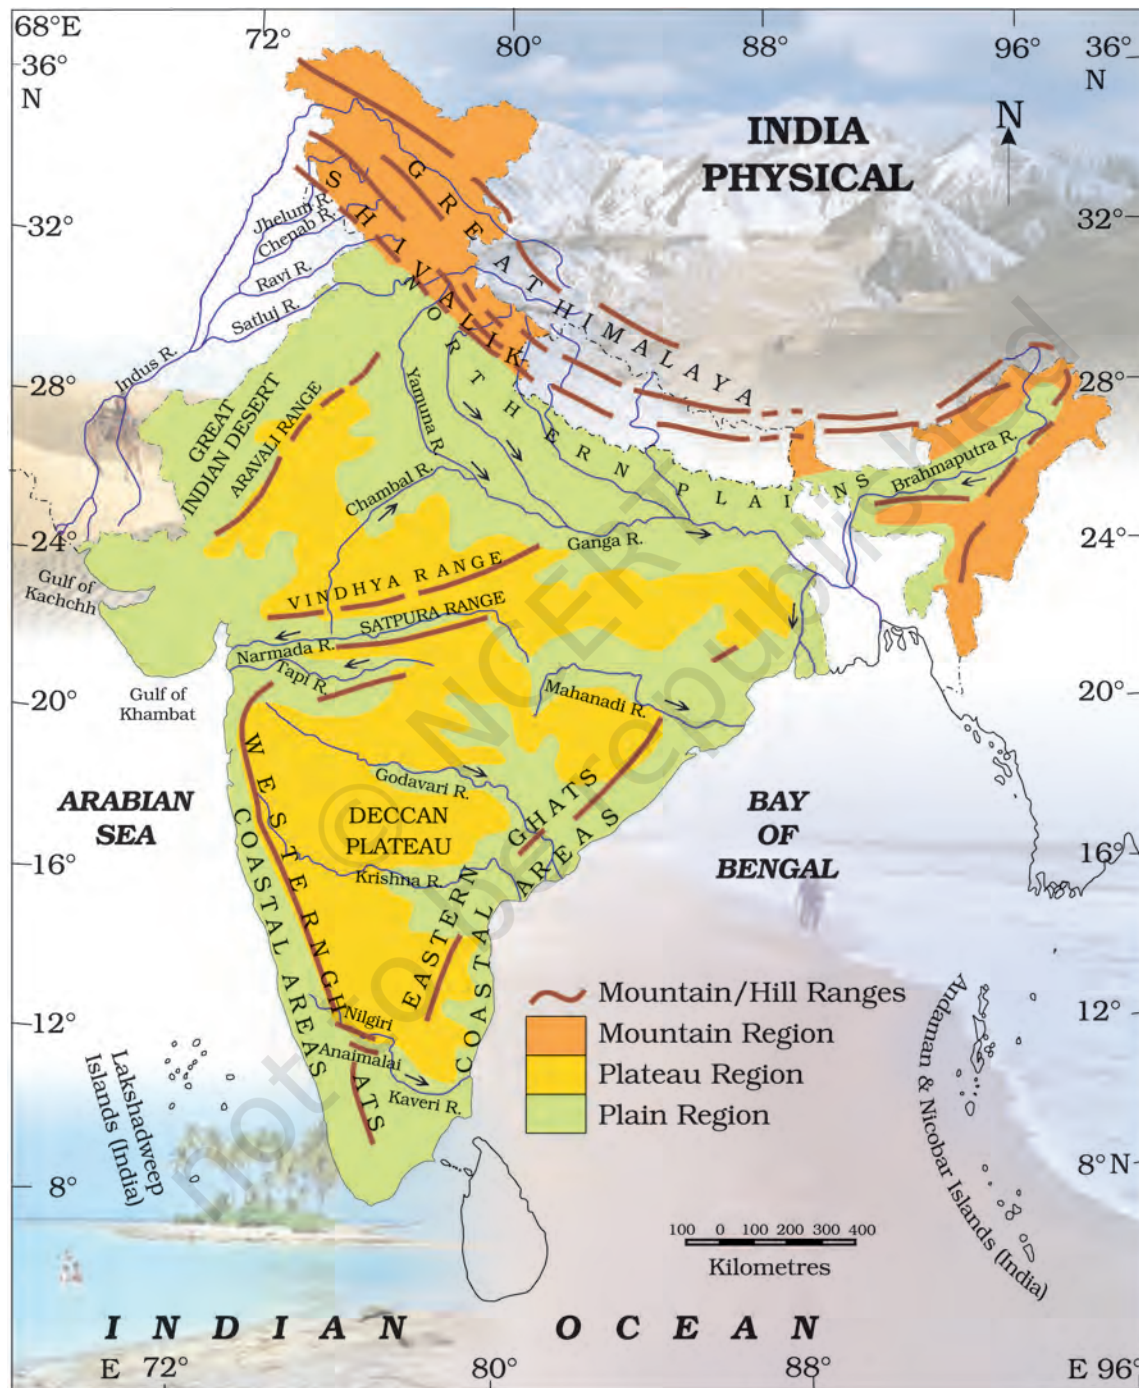 68°E
72°
80°
88°
96°
36°
N
36°
N
N
INDIA
PHYSICAL
GREAT HIMALAYA
SHIVALIK
Jhelum R.
Chenab R.
32°
32°
Ravi R.
Satluj R.
Indus R.
NORTHERN PLAINS
28°
28°
GREAT
INDIAN DESERT
ARAVALI RANGE
Yamuna R.
Brahmaputra R.
Chambal R.
24°
24°
Ganga R.
Gulf of
Kachchh
VINDHYA RANGE
SATPURA RANGE
Narmada R.
Tapi R.
Mahanadi R.
20°
20°
Gulf of
Khambat
Godavari R.
ARABIAN
SEA
DECCAN
PLATEAU
BAY
OF
BENGAL
16°
16°
Krishna R.
WESTERN GHATS
COASTAL AREAS
EASTERN GHATS
COASTAL AREAS
Mountain/Hill Ranges
Mountain Region
Plateau Region
Plain Region
12°
12°
Nilgiri
Anaimalai
Kaveri R.
Lakshadweep
Islands (India)
Andaman & Nicobar Islands (India)
8°
8° N
100 0 100 200 300 400
Kilometres
INDIAN OCEAN
E 72°
80°
88°
E 96°
© NCERT
not to be republished